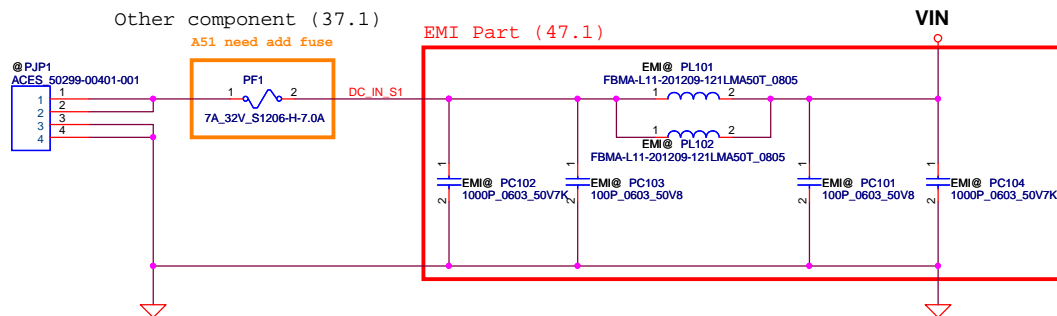 Other component (37.1)
VIN
A51 need add fuse
EMI Part (47.1)
@PJP1
ACES_50299-00401-001
EMI@ PL101
FBMA-L11-201209-121LMA50T_0805
PF1
1
2
3
4
1
2
3
4
1
2
DC_IN_S1
1
2
7A_32V_S1206-H-7.0A
1
2
EMI@ PL102
FBMA-L11-201209-121LMA50T_0805
1
2
EMI@ PC102
1000P_0603_50V7K
1
2
EMI@ PC103
100P_0603_50V8
1
2
EMI@ PC101
100P_0603_50V8
1
2
EMI@ PC104
1000P_0603_50V7K